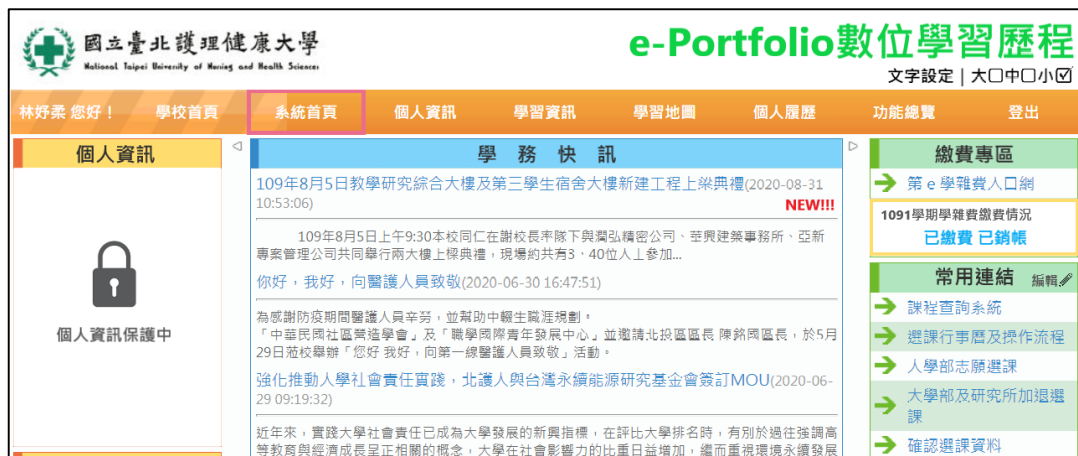 國立臺北護理健康大學
National Taipei University of Nursing and Health Sciences
e-Portfolio數位學習歷程
文字設定 | 大□中□小☑
林妤柔 您好！ 學校首頁 系統首頁 個人資訊 學習資訊 學習地圖 個人履歷 功能總覽 登出
個人資訊
個人資訊保護中
學 務 快 訊
109年8月5日教學研究綜合大樓及第三學生宿舍大樓新建工程上樑典禮(2020-08-31
10:53:06)
NEW!!!
109年8月5日上午9:30本校同仁在謝校長率隊下與潤弘精密公司、莊興建築事務所、亞新
專案管理公司共同舉行兩大樓上樑典禮，現場約共有3、40位人上參加...
你好，我好，向醫護人員致敬(2020-06-30 16:47:51)
為感謝防疫期間醫護人員辛勞，並幫助中輟生職涯規劃。
「中華民國社區營造學會」及「職學國際青年發展中心」並邀請北投區區長 陳銘國區長，於5月
29日蒞校舉辦「您好 我好，向第一線醫護人員致敬」活動。
強化推動人學社會責任實踐，北護人與台灣永續能源研究基金會簽訂MOU(2020-06-
29 09:19:32)
近年來，實踐大學社會責任已成為大學發展的新興指標，在評比大學排名時，有別於過往強調高
等教育與經濟成長呈正相關的概念，大學在社會影響力的比重日益增加，繼而重視環境永續發展
繳費專區
第 e 學雜費人口網
1091學期學雜費繳費情況
已繳費 已銷帳
常用連結 編輯
課程查詢系統
選課行事曆及操作流程
人學部志願選課
大學部及研究所加退選
課
確認選課資料